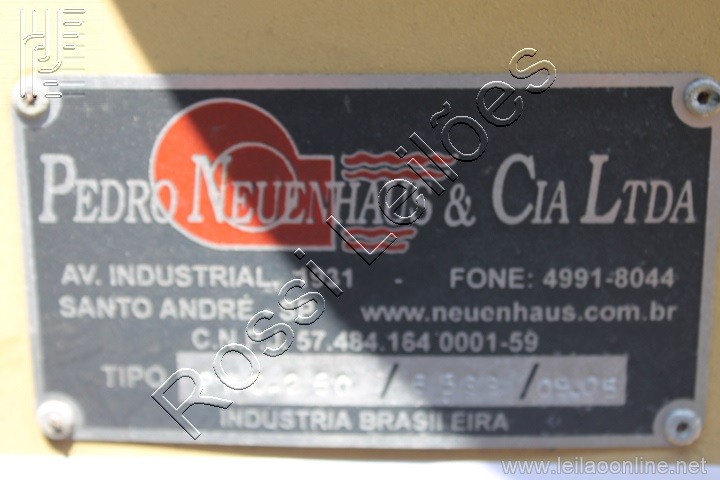 PEDRO NEUENHAUS & CIA LTDA
AV. INDUSTRIAL, - FONE: 4991-8044
SANTO ANDRÉ www.neuenhaus.com.br
57.484.164 0001-59
TIPO / / 09.05
INDUSTRIA BRASILEIRA
Rossi Leilões
www.leilaoonline.net